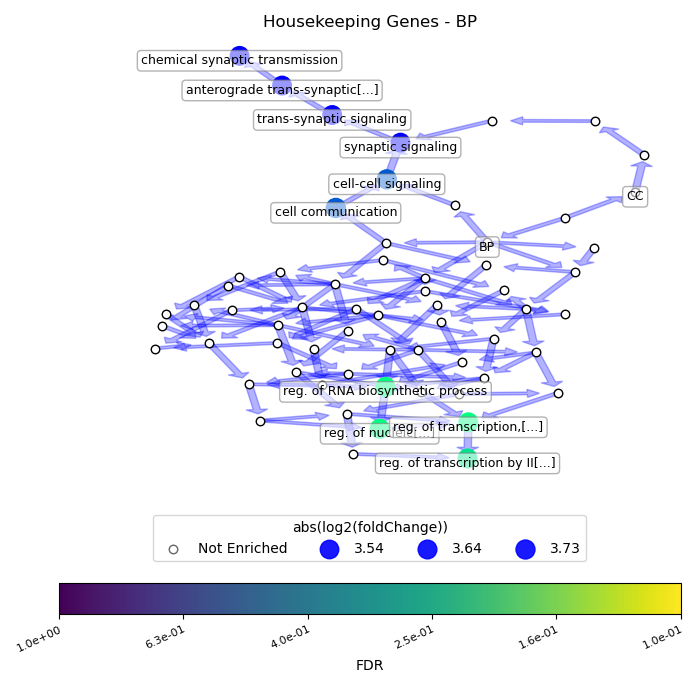 Housekeeping Genes - BP
chemical synaptic transmission
anterograde trans-synaptic[...]
trans-synaptic signaling
synaptic signaling
cell-cell signaling
CC
cell communication
BP
reg. of RNA biosynthetic process
reg. of transcription,[...]
reg. of nucle[...]
reg. of transcription by II[...]
abs(log2(foldChange))
Not Enriched 3.54 3.64 3.73
1.0e+00 6.3e-01 4.0e-01 2.5e-01 1.6e-01 1.0e-01
FDR